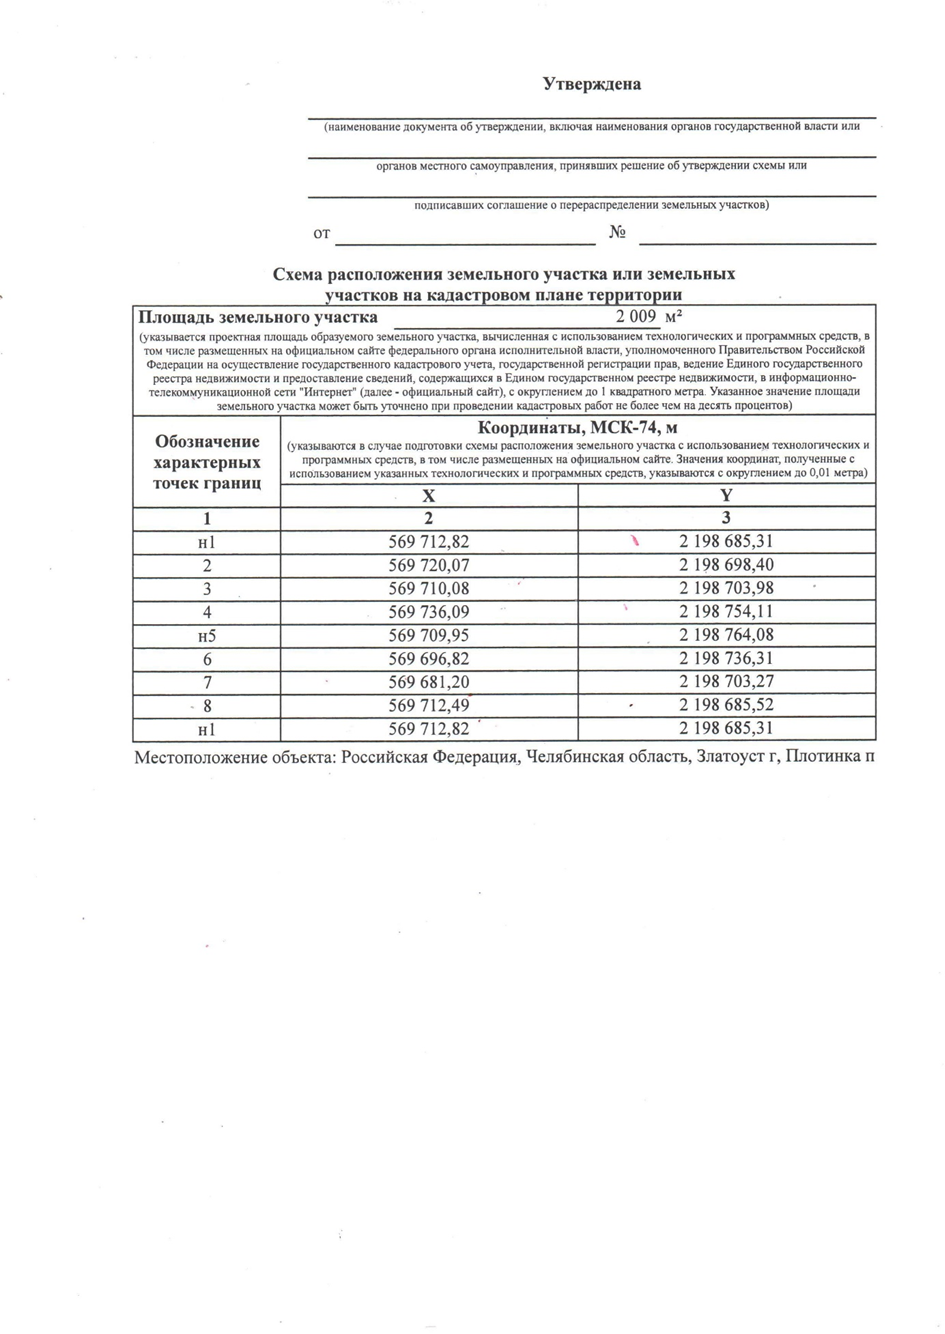 Утверждена
(наименование документа об утверждении, включая наименования органов государственной власти или
органов местного самоуправления, принявших решение об утверждении схемы или
подписавших соглашение о перераспределении земельных участков)
от № 
Схема расположения земельного участка или земельных
участков на кадастровом плане территории
Площадь земельного участка 2 009 м²
(указывается проектная площадь образуемого земельного участка, вычисленная с использованием технологических и программных средств, в
том числе размещенных на официальном сайте федерального органа исполнительной власти, уполномоченного Правительством Российской
Федерации на осуществление государственного кадастрового учета, государственной регистрации прав, ведение Единого государственного
реестра недвижимости и предоставление сведений, содержащихся в Едином государственном реестре недвижимости, в информационно-
телекоммуникационной сети "Интернет" (далее - официальный сайт), с округлением до 1 квадратного метра. Указанное значение площади
земельного участка может быть уточнено при проведении кадастровых работ не более чем на десять процентов)
Обозначение
характерных
точек границ
Координаты, МСК-74, м
(указываются в случае подготовки схемы расположения земельного участка с использованием технологических и
программных средств, в том числе размещенных на официальном сайте. Значения координат, полученные с
использованием указанных технологических и программных средств, указываются с округлением до 0,01 метра)
X Y
1 2 3
н1 569 712,82 2 198 685,31
2 569 720,07 2 198 698,40
3 569 710,08 2 198 703,98
4 569 736,09 2 198 754,11
н5 569 709,95 2 198 764,08
6 569 696,82 2 198 736,31
7 569 681,20 2 198 703,27
8 569 712,49 2 198 685,52
н1 569 712,82 2 198 685,31
Местоположение объекта: Российская Федерация, Челябинская область, Златоуст г, Плотинка п